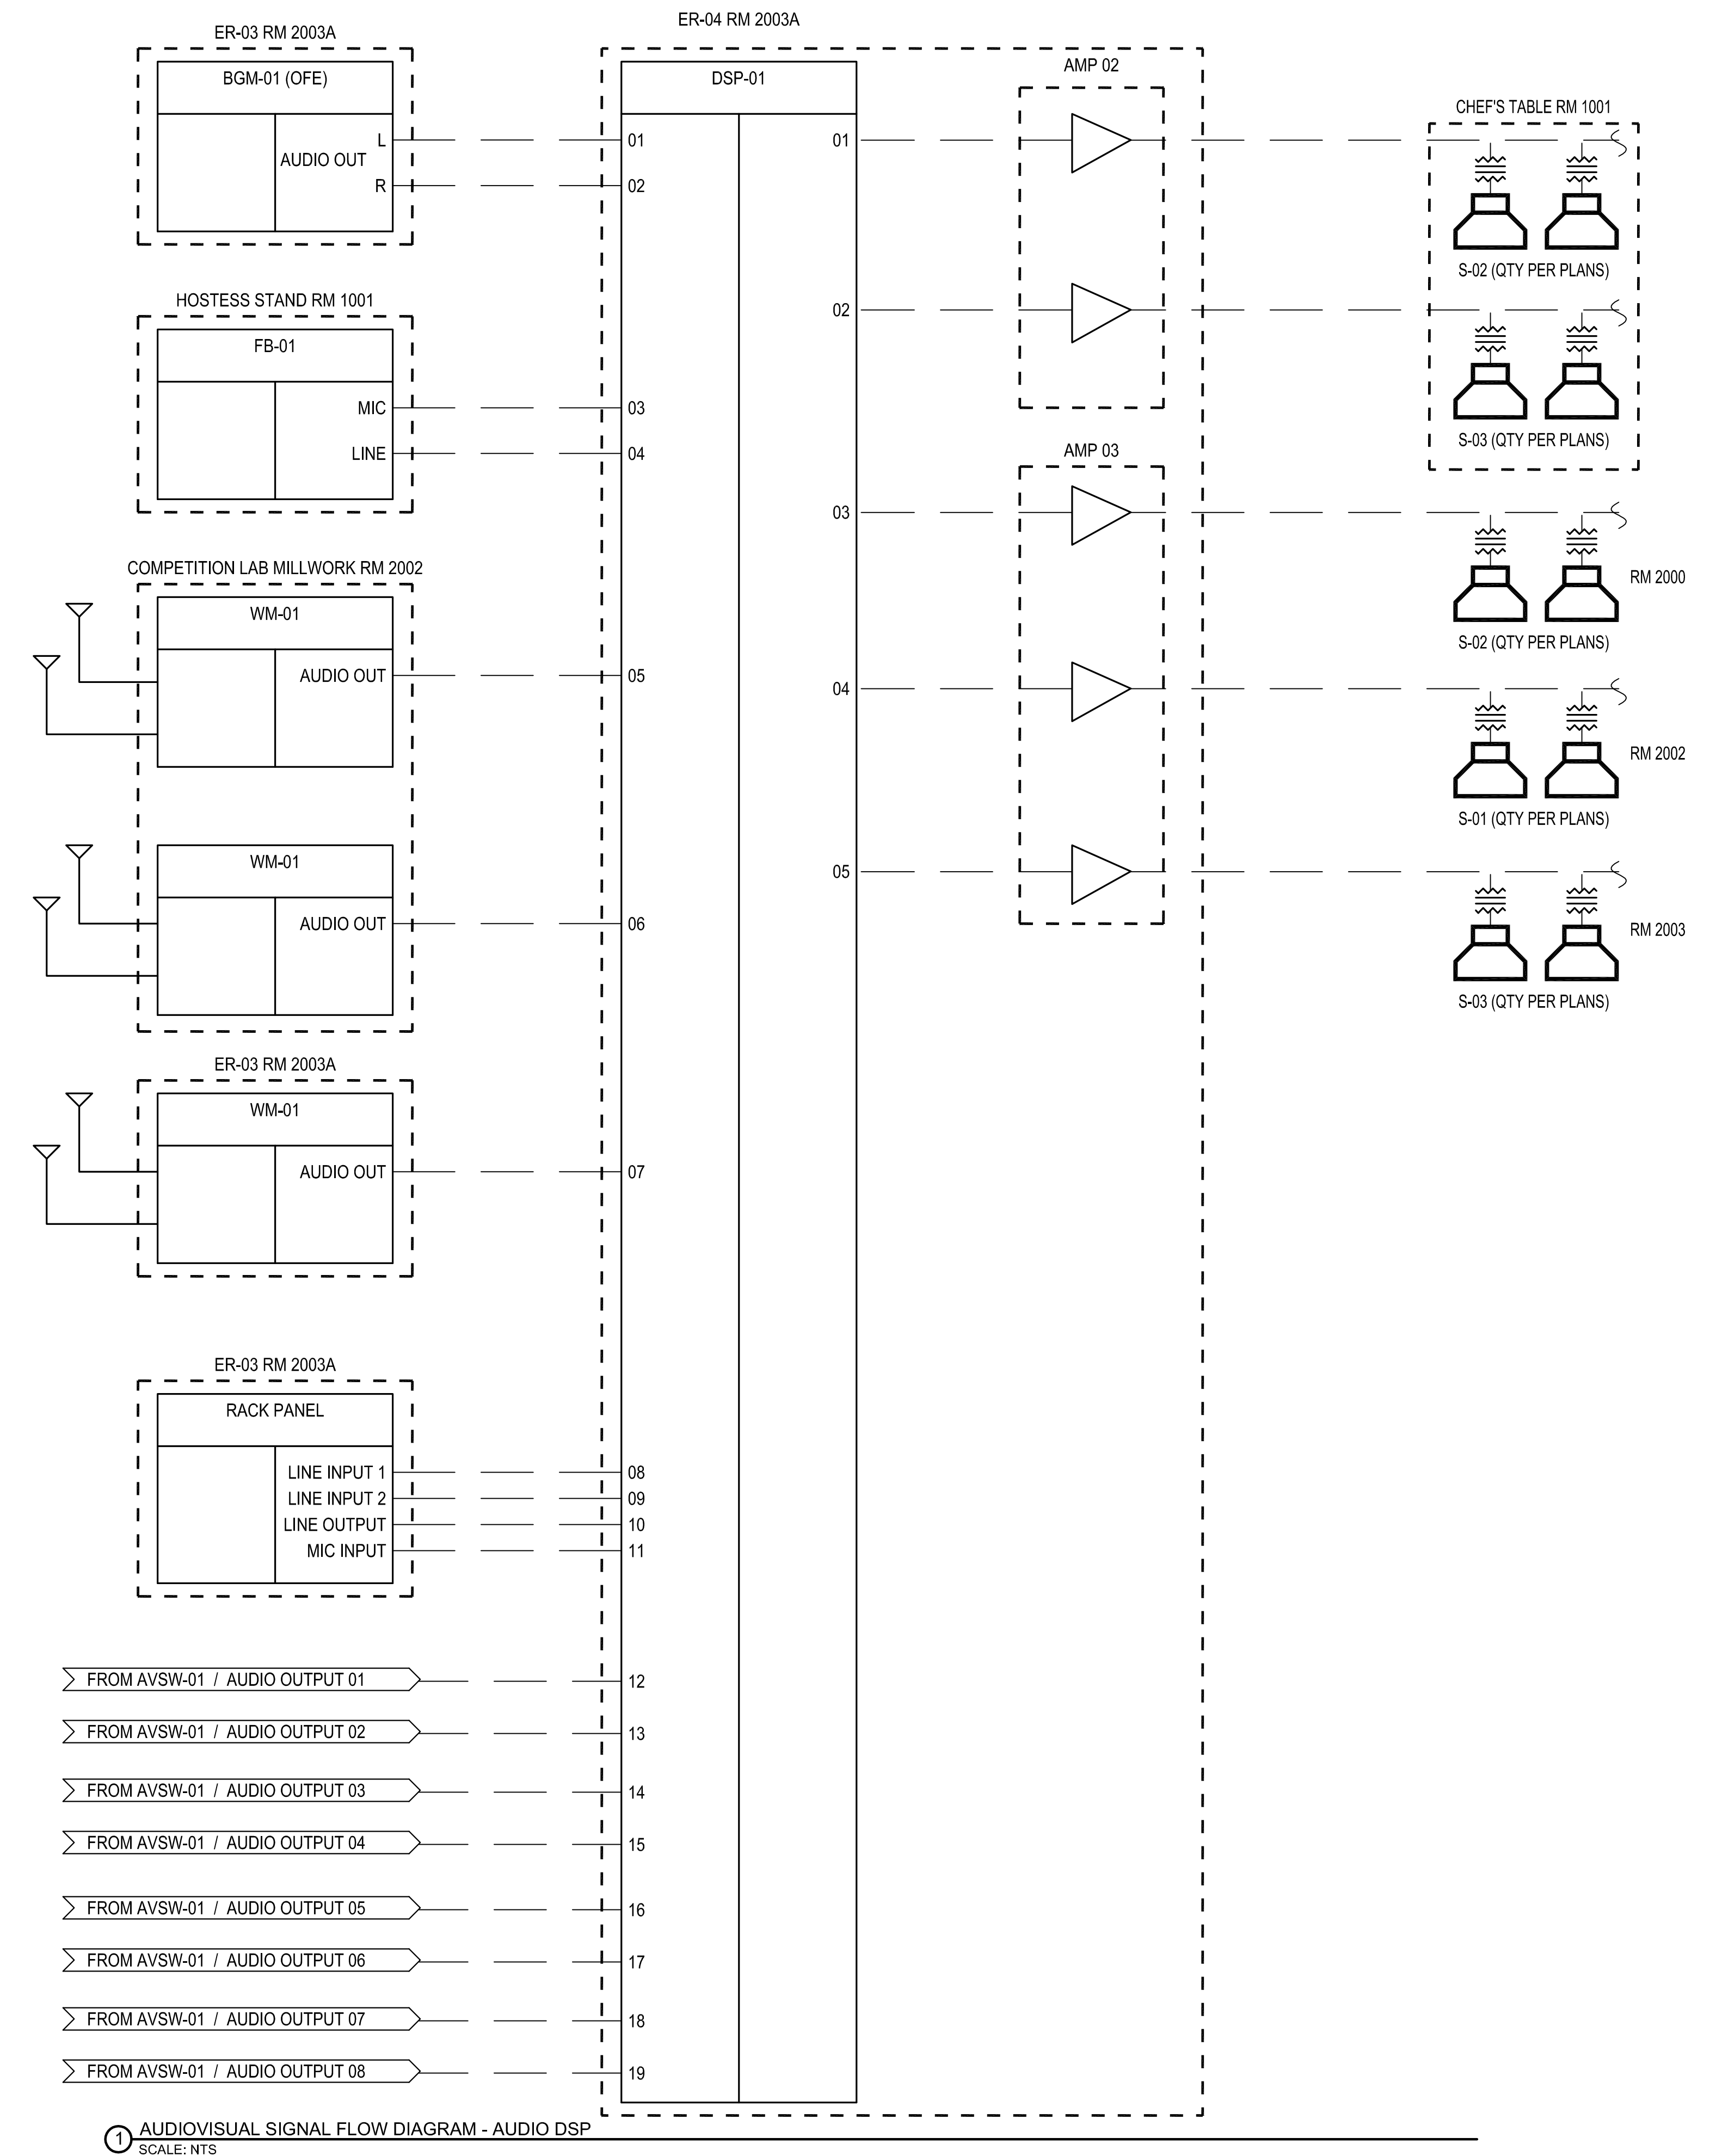 ER-03 RM 2003A
BGM-01 (OFE)
L
AUDIO OUT
R
HOSTESS STAND RM 1001
FB-01
MIC
LINE
COMPETITION LAB MILLWORK RM 2002
WM-01
AUDIO OUT
WM-01
AUDIO OUT
ER-03 RM 2003A
WM-01
AUDIO OUT
ER-03 RM 2003A
RACK PANEL
LINE INPUT 1
LINE INPUT 2
LINE OUTPUT
MIC INPUT
FROM AVSW-01 / AUDIO OUTPUT 01
FROM AVSW-01 / AUDIO OUTPUT 02
FROM AVSW-01 / AUDIO OUTPUT 03
FROM AVSW-01 / AUDIO OUTPUT 04
FROM AVSW-01 / AUDIO OUTPUT 05
FROM AVSW-01 / AUDIO OUTPUT 06
FROM AVSW-01 / AUDIO OUTPUT 07
FROM AVSW-01 / AUDIO OUTPUT 08
ER-04 RM 2003A
DSP-01
01
02
03
04
05
06
07
08
09
10
11
12
13
14
15
16
17
18
19
01
02
03
04
05
AMP 02
AMP 03
CHEF'S TABLE RM 1001
S-02 (QTY PER PLANS)
S-03 (QTY PER PLANS)
RM 2000
S-02 (QTY PER PLANS)
RM 2002
S-01 (QTY PER PLANS)
RM 2003
S-03 (QTY PER PLANS)
1
AUDIOVISUAL SIGNAL FLOW DIAGRAM - AUDIO DSP
SCALE: NTS